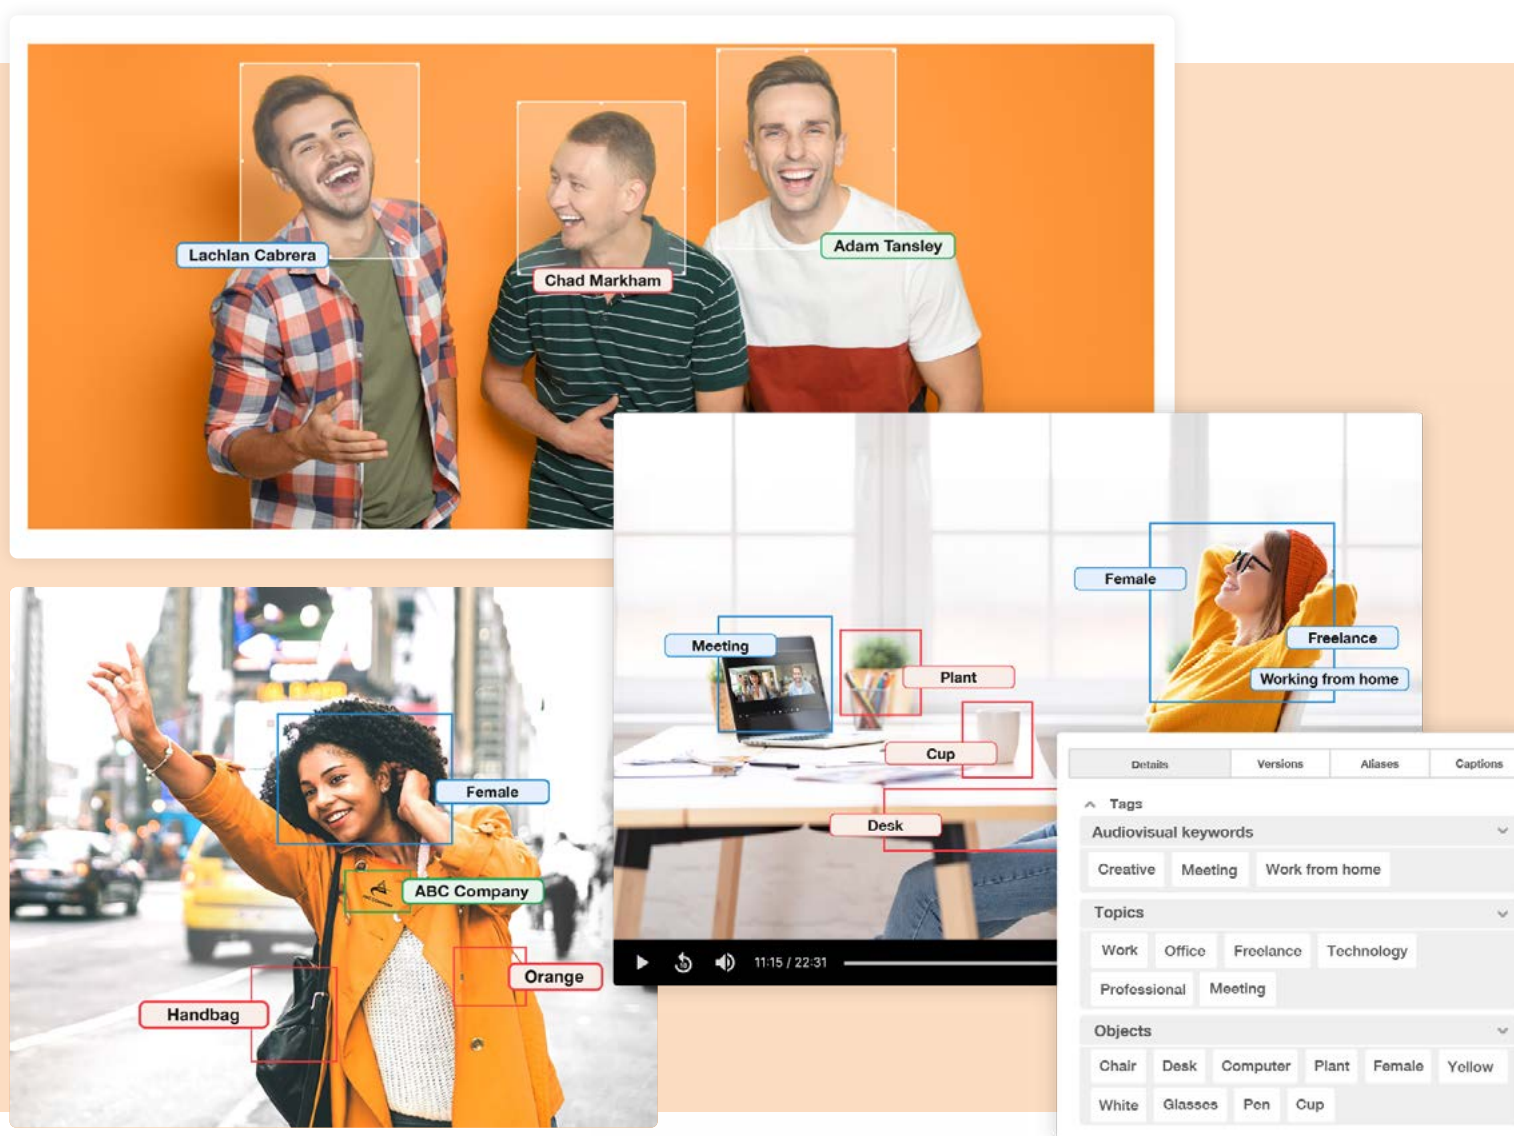 Lachlan Cabrera
Chad Markham
Adam Tansley
Female
Meeting
Freelance
Plant
Working from home
Cup
Desk
Female
ABC Company
Orange
Handbag
11:15 / 22:31
Details Versions Aliases Captions
Tags
Audiovisual keywords
Creative Meeting Work from home
Topics
Work Office Freelance Technology
Professional Meeting
Objects
Chair Desk Computer Plant Female Yellow
White Glasses Pen Cup